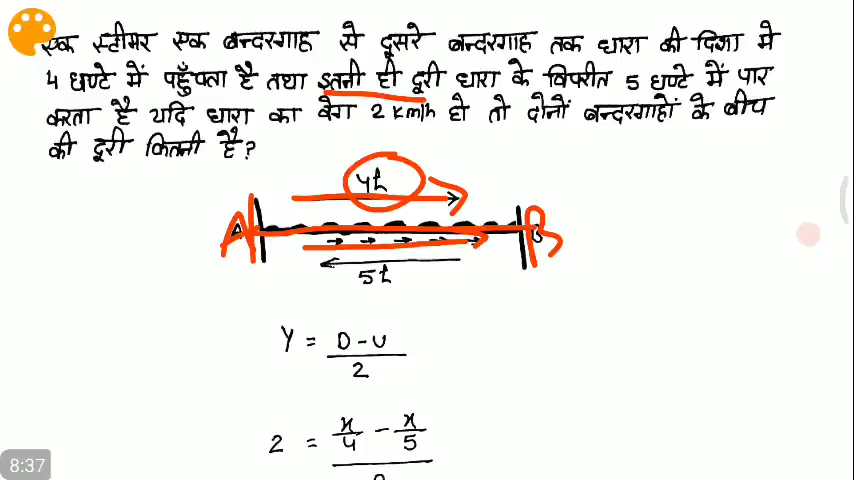 एक स्टीमर एक बन्दरगाह से दूसरे बन्दरगाह तक धारा की दिशा में
4 घण्टे में पहुँचता है तथा इतनी ही दूरी धारा के विपरीत 5 घण्टे में पार
करता है यदि धारा का वेग 2 km/h हो तो दोनों बन्दरगाहों के बीच
की दूरी कितनी है?
4h
A B
5h
y = D-U
2
2 = x/4 - x/5
8:37